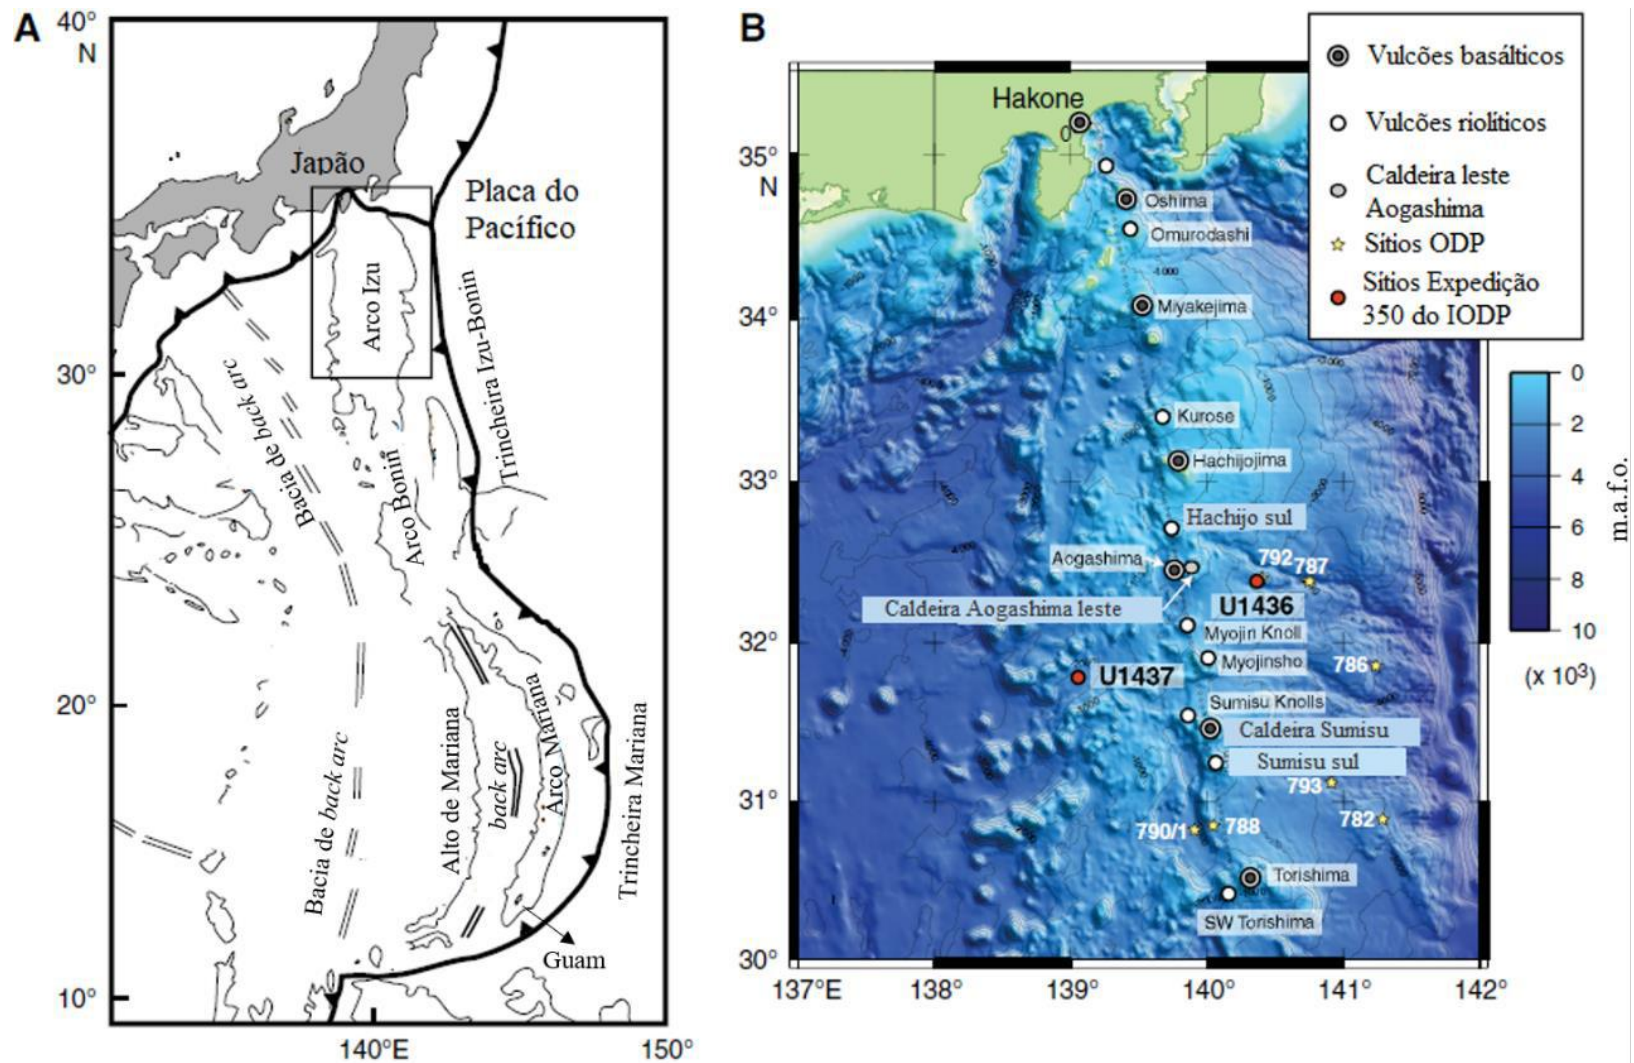 A
40°
N
30°
20°
10°
140°E
150°
Japão
Placa do
Pacífico
Arco Izu
Trincheira Izu-Bonin
Bacia de back arc
Arco Bonin
Bacia de back arc
Alto de Mariana
back arc
Arco Mariana
Trincheira Mariana
Guam
B
Vulcões basálticos
Vulcões riolíticos
Caldeira leste
Aogashima
Sítios ODP
Sítios Expedição
350 do IODP
Hakone
0
35°
N
34°
33°
32°
31°
30°
137°E
138°
139°
140°
141°
142°
Oshima
Omurodashi
Miyakejima
Kurose
Hachijojima
Hachijo sul
Aogashima
792
787
Caldeira Aogashima leste
U1436
Myojin Knoll
Myojinsho
786
U1437
Sumisu Knolls
Caldeira Sumisu
Sumisu sul
793
782
790/1
788
Torishima
SW Torishima
0
2
4
6
8
10
(x 10³)
m.a.f.o.